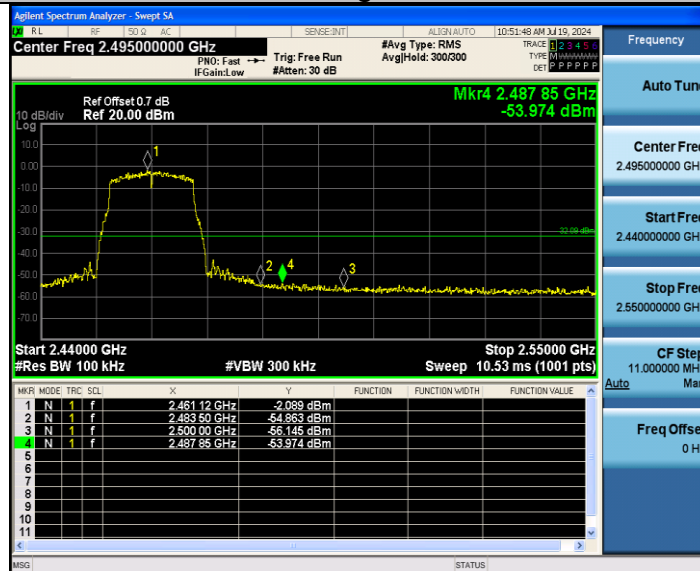 Agilent Spectrum Analyzer - Swept SA
RL RF 50 Ω AC SENSE:INT ALIGN AUTO 10:51:48 AM Jul 19, 2024
Center Freq 2.495000000 GHz
PNO: Fast
IFGain:Low
Trig: Free Run
#Atten: 30 dB
#Avg Type: RMS
Avg|Hold: 300/300
TRACE 1 2 3 4 5 6
TYPE M
DET P P P P P P
Frequency
Ref Offset 0.7 dB
10 dB/div Ref 20.00 dBm
Log
Mkr4 2.487 85 GHz
-53.974 dBm
10.0
0.00
-10.0
-20.0
-30.0
-40.0
-50.0
-60.0
-70.0
1
2
4
3
Start 2.44000 GHz Stop 2.55000 GHz
#Res BW 100 kHz #VBW 300 kHz Sweep 10.53 ms (1001 pts)
MKR MODE TRC SCL X Y FUNCTION FUNCTION WIDTH FUNCTION VALUE
1 N 1 f 2.461 12 GHz -2.089 dBm
2 N 1 f 2.483 50 GHz -54.863 dBm
3 N 1 f 2.500 00 GHz -56.145 dBm
4 N 1 f 2.487 85 GHz -53.974 dBm
5
6
7
8
9
10
11
MSG STATUS
Auto Tun
Center Fre
2.495000000 GH
Start Fre
2.440000000 GH
Stop Fre
2.550000000 GH
CF Ste
11.000000 MH
Auto Ma
Freq Offse
0 H